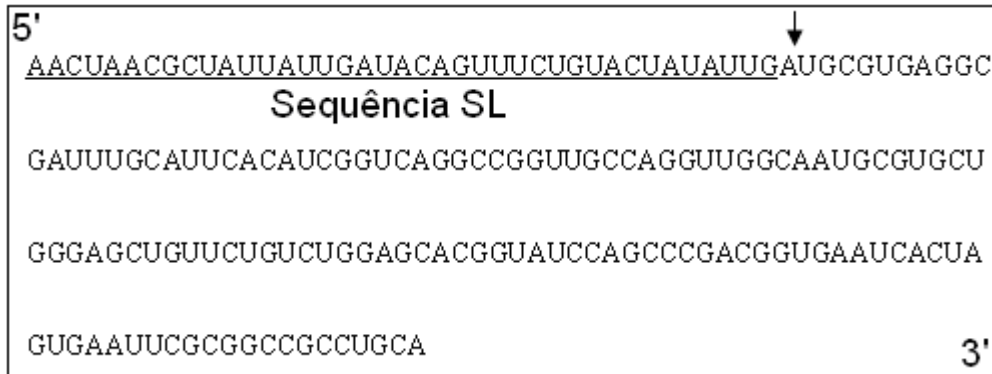 5'
AACUAACGCUAUUAUUGAUACAGUUUCUGUACUAUAUUGAUGCGUGAGGC
Sequência SL
GAUUUGCAUUCACAUCGGUCAGGCCGGUUGCCAGGUUGGCAAUGCGUGCU
GGGAGCUGUUCUGUCUGGAGCACGGUAUCCAGCCCGACGGUGAAUCACUA
GUGAAUUCGCGGCCGCCUGCA
3'